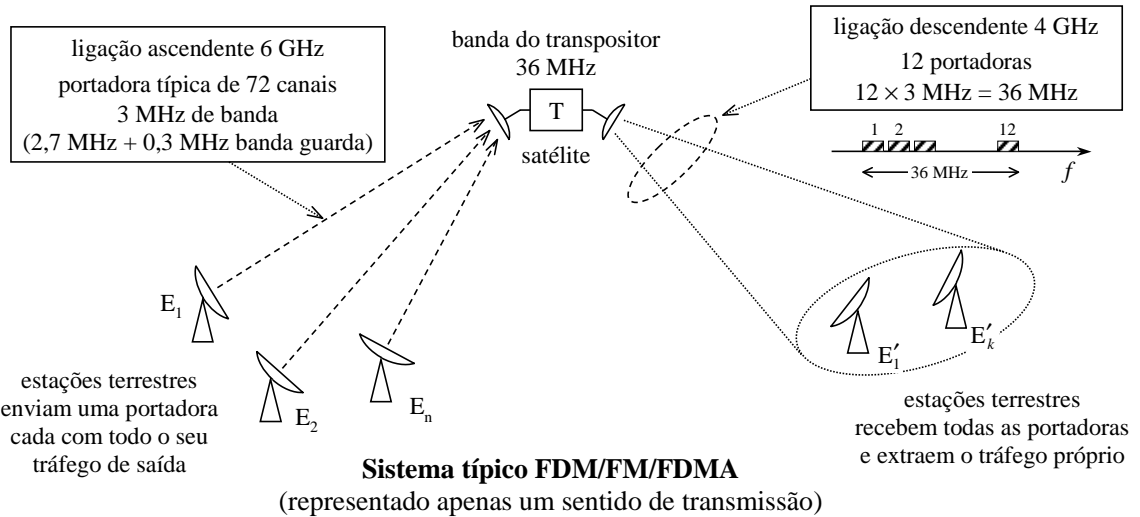 ligação ascendente 6 GHz
portadora típica de 72 canais
3 MHz de banda
(2,7 MHz + 0,3 MHz banda guarda)
banda do transpositor
36 MHz
T
satélite
ligação descendente 4 GHz
12 portadoras
12 × 3 MHz = 36 MHz
1 2 12
36 MHz
f
E₁
E₂
Eₙ
E′₁
E′ₖ
estações terrestres
enviam uma portadora
cada com todo o seu
tráfego de saída
estações terrestres
recebem todas as portadoras
e extraem o tráfego próprio
Sistema típico FDM/FM/FDMA
(representado apenas um sentido de transmissão)